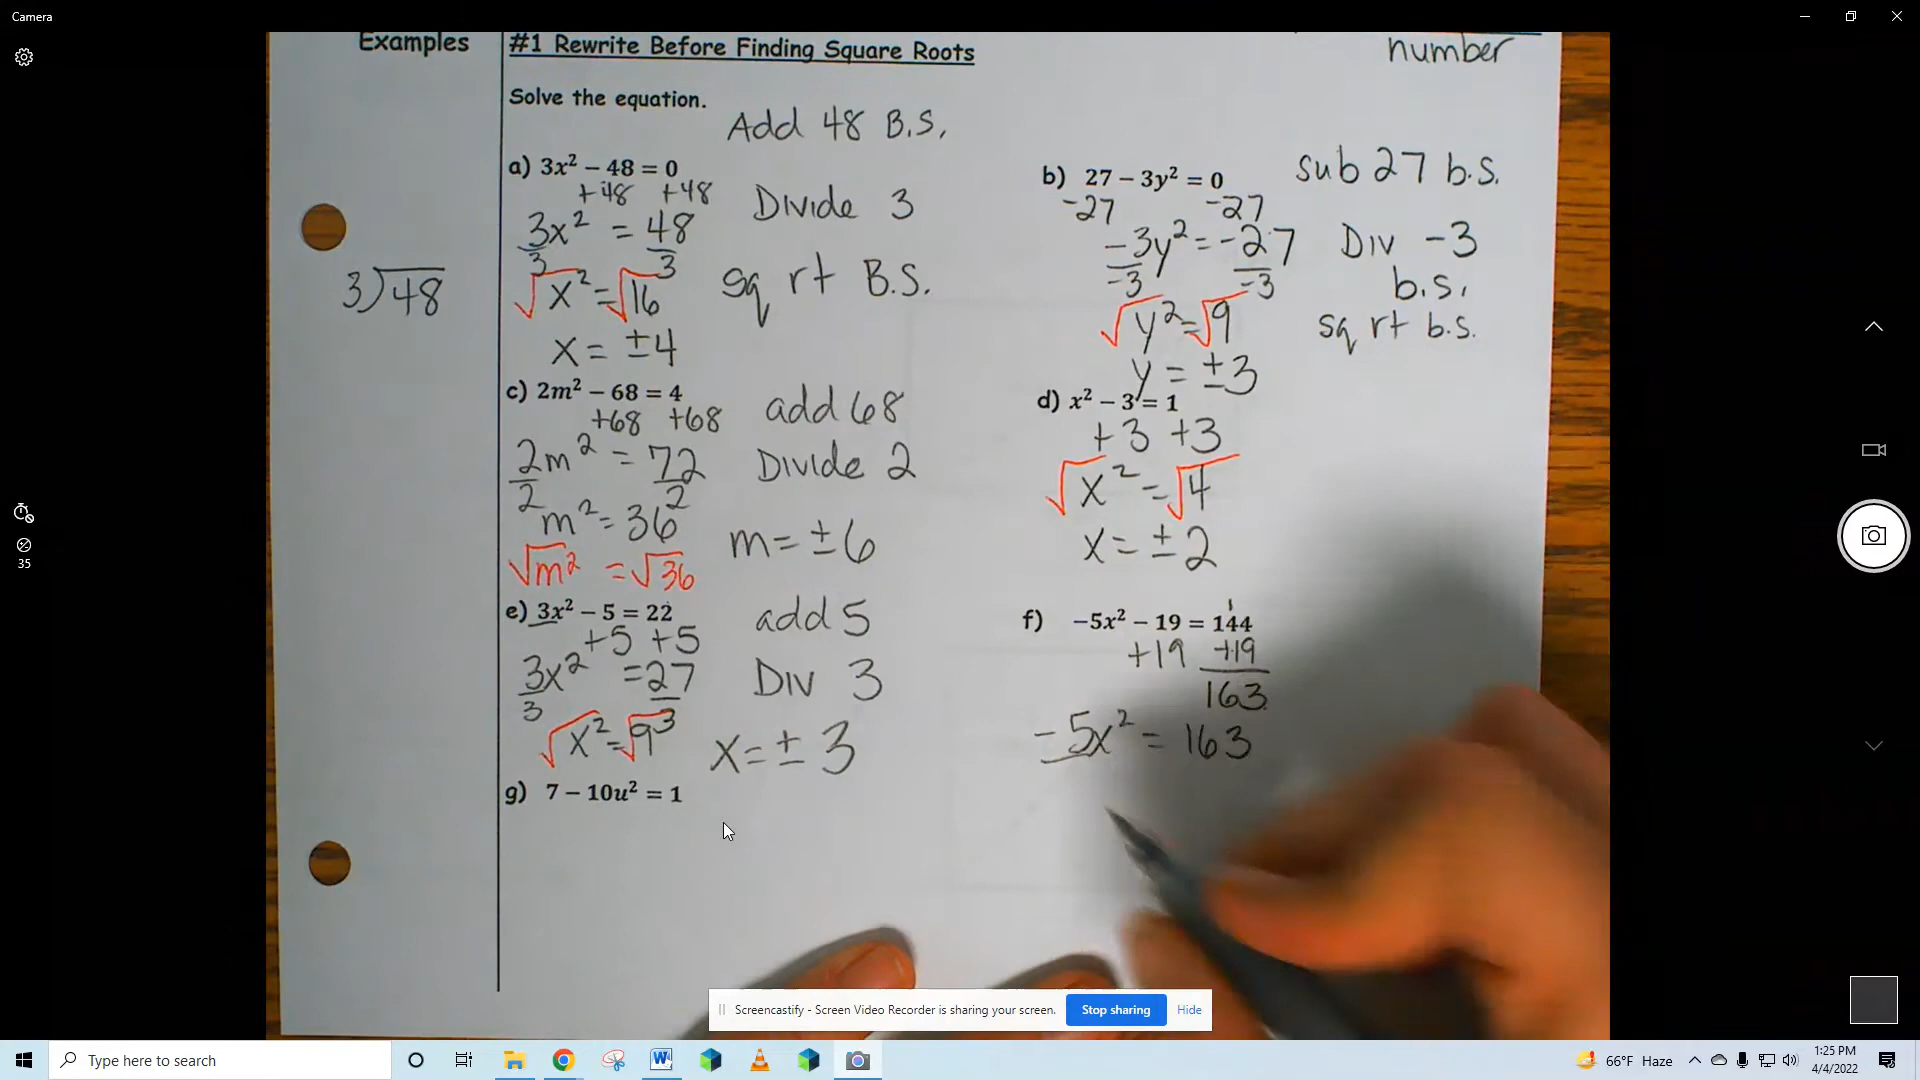 Camera
Examples
#1 Rewrite Before Finding Square Roots
number
Solve the equation.
Add 48 B.S.
a) 3x² − 48 = 0
+48 +48
Divide 3
3x² = 48
3 3
3)48
√x² = √16
sq rt B.S.
x = ±4
b) 27 − 3y² = 0
sub 27 b.s.
-27 -27
-3y² = -27
-3 -3
Div -3
b.s.
√y² = √9
sq rt b.s.
y = ±3
c) 2m² − 68 = 4
+68 +68
add 68
2m² = 72
2 2
Divide 2
m² = 36
√m² = √36
m = ±6
d) x² − 3 = 1
+3 +3
√x² = √4
x = ±2
e) 3x² − 5 = 22
+5 +5
add 5
3x² = 27
3 3
Div 3
√x² = √9
x = ±3
f) −5x² − 19 = 144
1
+19 +19
163
-5x² = 163
g) 7 − 10u² = 1
35
Screencastify - Screen Video Recorder is sharing your screen.
Stop sharing
Hide
Type here to search
66°F Haze
1:25 PM
4/4/2022